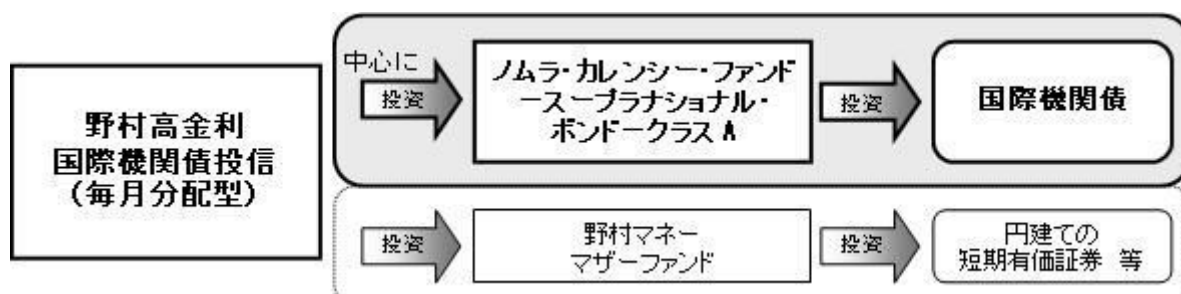 野村高金利
国際機関債投信
（毎月分配型）
中心に
投資
ノムラ・カレンシー・ファンド
ースープラナショナル・
ボンドークラス A
投資
国際機関債
投資
野村マネー
マザーファンド
投資
円建ての
短期有価証券 等